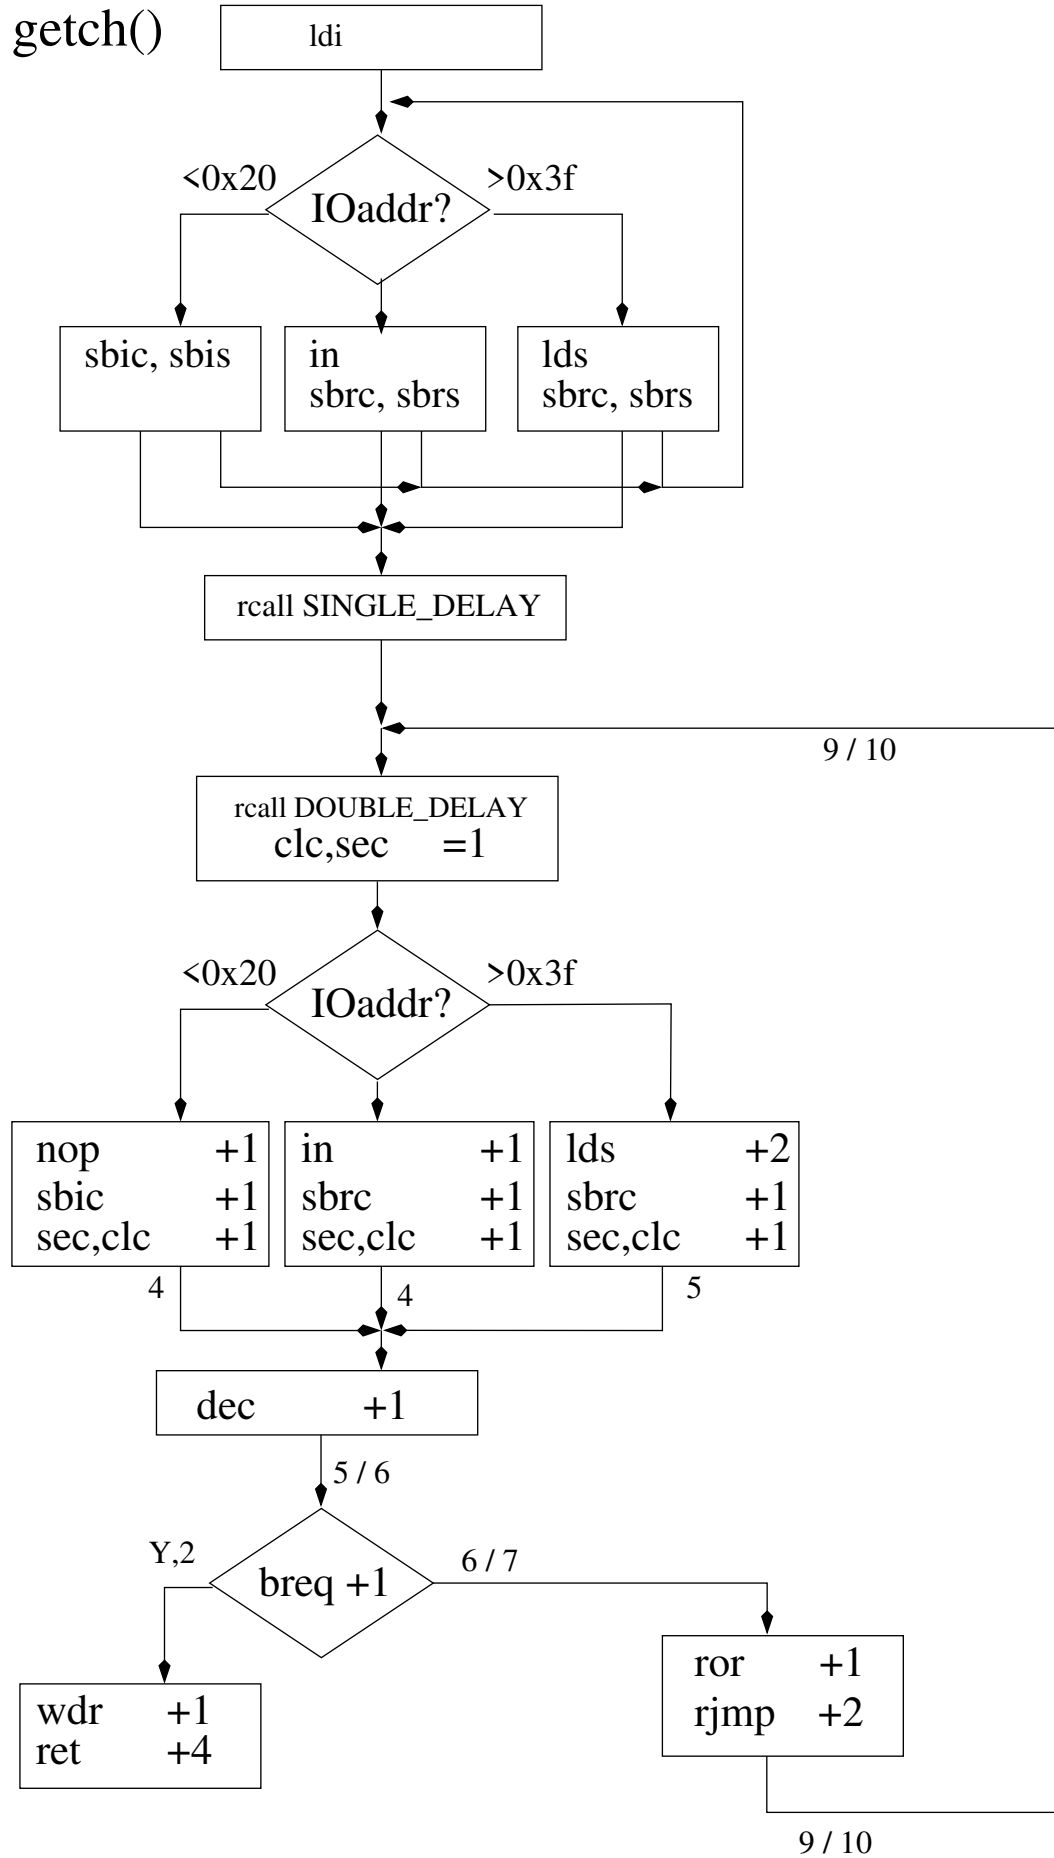 getch()
ldi
<0x20
>0x3f
IOaddr?
sbic, sbis
in
sbrc, sbrs
lds
sbrc, sbrs
rcall SINGLE_DELAY
9 / 10
rcall DOUBLE_DELAY
clc,sec =1
<0x20
>0x3f
IOaddr?
nop +1
sbic +1
sec,clc +1
in +1
sbrc +1
sec,clc +1
lds +2
sbrc +1
sec,clc +1
4
4
5
dec +1
5 / 6
Y,2
6 / 7
breq +1
wdr +1
ret +4
ror +1
rjmp +2
9 / 10